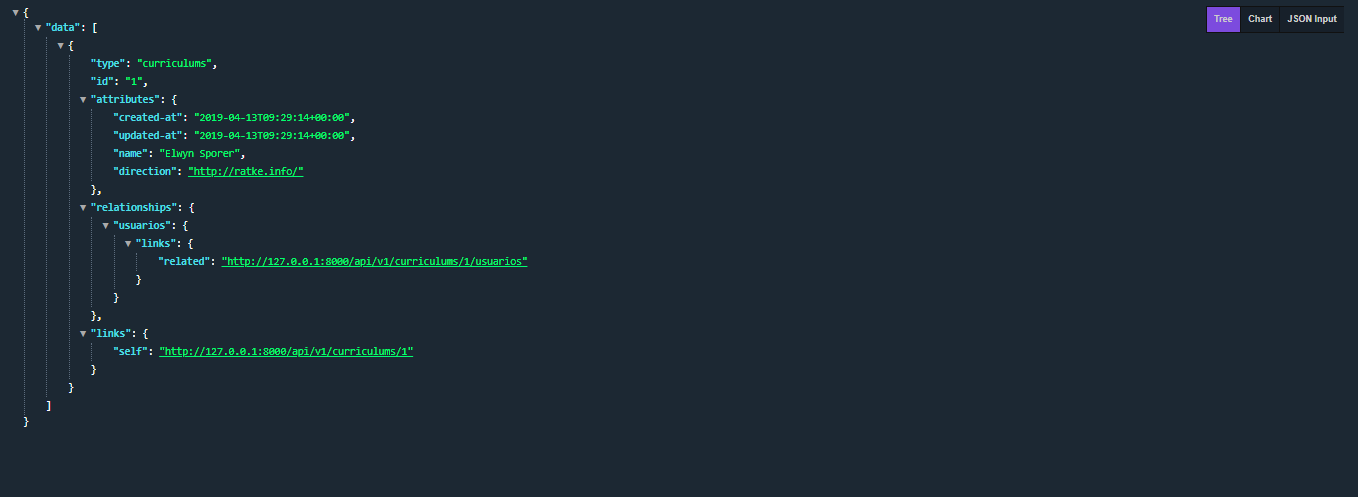 {
"data": [
{
"type": "curriculums",
"id": "1",
"attributes": {
"created-at": "2019-04-13T09:29:14+00:00",
"updated-at": "2019-04-13T09:29:14+00:00",
"name": "Elwyn Sporer",
"direction": "http://ratke.info/"
},
"relationships": {
"usuarios": {
"links": {
"related": "http://127.0.0.1:8000/api/v1/curriculums/1/usuarios"
}
}
},
"links": {
"self": "http://127.0.0.1:8000/api/v1/curriculums/1"
}
}
]
}
Tree Chart JSON Input